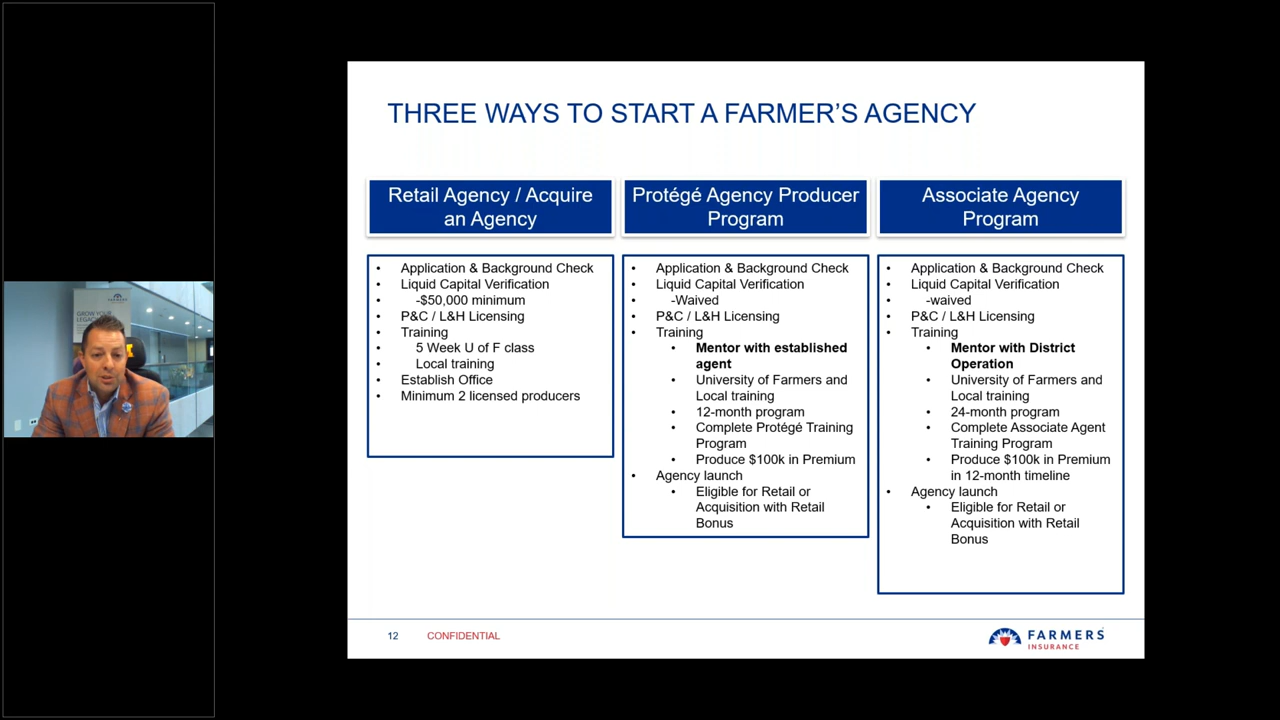 THREE WAYS TO START A FARMER'S AGENCY
Retail Agency / Acquire
an Agency
• Application & Background Check
• Liquid Capital Verification
• -$50,000 minimum
• P&C / L&H Licensing
• Training
• 5 Week U of F class
• Local training
• Establish Office
• Minimum 2 licensed producers
Protégé Agency Producer
Program
• Application & Background Check
• Liquid Capital Verification
• -Waived
• P&C / L&H Licensing
• Training
• Mentor with established
agent
• University of Farmers and
Local training
• 12-month program
• Complete Protégé Training
Program
• Produce $100k in Premium
• Agency launch
• Eligible for Retail or
Acquisition with Retail
Bonus
Associate Agency
Program
• Application & Background Check
• Liquid Capital Verification
• -waived
• P&C / L&H Licensing
• Training
• Mentor with District
Operation
• University of Farmers and
Local training
• 24-month program
• Complete Associate Agent
Training Program
• Produce $100k in Premium
in 12-month timeline
• Agency launch
• Eligible for Retail or
Acquisition with Retail
Bonus
12 CONFIDENTIAL
FARMERS
INSURANCE
FARMERS
GROW YOUR